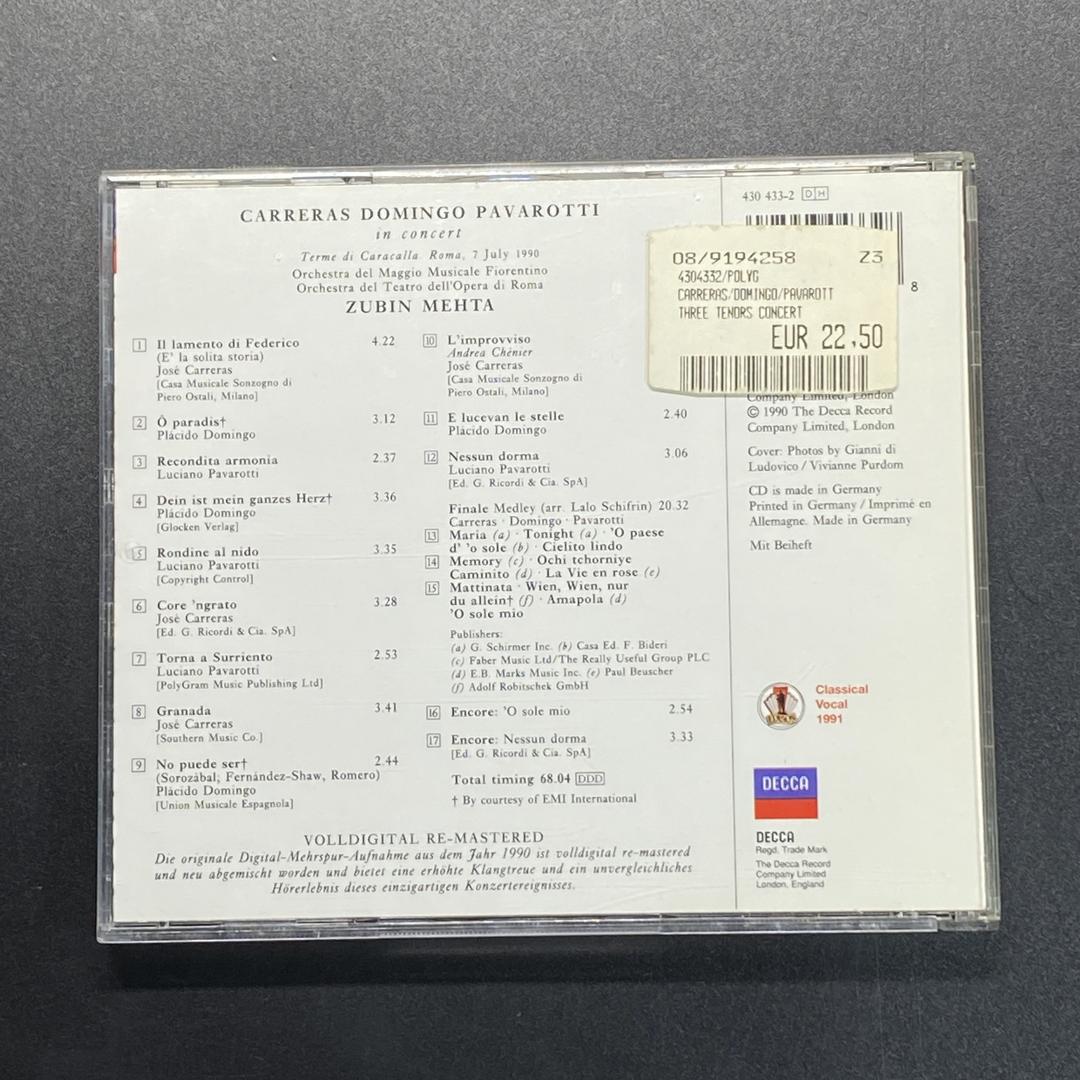 CARRERAS DOMINGO PAVAROTTI
in concert
Terme di Caracalla Roma, 7 July 1990
Orchestra del Maggio Musicale Fiorentino
Orchestra del Teatro dell'Opera di Roma
ZUBIN MEHTA
1 Il lamento di Federico 4.22
(E' la solita storia)
José Carreras
[Casa Musicale Sonzogno di
Piero Ostali, Milano]
2 Ô paradis† 3.12
Plácido Domingo
3 Recondita armonia 2.37
Luciano Pavarotti
4 Dein ist mein ganzes Herz† 3.36
Plácido Domingo
[Glocken Verlag]
5 Rondine al nido 3.35
Luciano Pavarotti
[Copyright Control]
6 Core 'ngrato 3.28
José Carreras
[Ed. G. Ricordi & Cia. SpA]
7 Torna a Surriento 2.53
Luciano Pavarotti
[PolyGram Music Publishing Ltd]
8 Granada 3.41
José Carreras
[Southern Music Co.]
9 No puede ser† 2.44
(Sorozábal; Fernández-Shaw, Romero)
Plácido Domingo
[Union Musicale Espagnola]
10 L'improvviso
Andrea Chénier
José Carreras
[Casa Musicale Sonzogno di
Piero Ostali, Milano]
11 E lucevan le stelle 2.40
Plácido Domingo
12 Nessun dorma 3.06
Luciano Pavarotti
[Ed. G. Ricordi & Cia. SpA]
Finale Medley (arr. Lalo Schifrin) 20.32
Carreras · Domingo · Pavarotti
13 Maria (a) · Tonight (a) · 'O paese
d' 'o sole (b) · Cielito lindo
14 Memory (c) · Ochi tchorniye
Caminito (d) · La Vie en rose (e)
15 Mattinata · Wien, Wien, nur
du allein† (f) · Amapola (d)
'O sole mio
Publishers:
(a) G. Schirmer Inc. (b) Casa Ed. F. Bideri
(c) Faber Music Ltd/The Really Useful Group PLC
(d) E.B. Marks Music Inc. (e) Paul Beuscher
(f) Adolf Robitschek GmbH
16 Encore: 'O sole mio 2.54
17 Encore: Nessun dorma 3.33
[Ed. G. Ricordi & Cia. SpA]
Total timing 68.04 DDD
† By courtesy of EMI International
VOLLDIGITAL RE-MASTERED
Die originale Digital-Mehrspur-Aufnahme aus dem Jahr 1990 ist volldigital re-mastered
und neu abgemischt worden und bietet eine erhöhte Klangtreue und ein unvergleichliches
Hörerlebnis dieses einzigartigen Konzertereignisses.
430 433-2 DH
8
08/9194258 Z3
4304332/POLYG
CARRERAS/DOMINGO/PAVAROTT
THREE TENORS CONCERT
EUR 22,50
Company Limited, London
© 1990 The Decca Record
Company Limited, London
Cover: Photos by Gianni di
Ludovico / Vivianne Purdom
CD is made in Germany
Printed in Germany / Imprimé en
Allemagne. Made in Germany
Mit Beiheft
Classical
Vocal
1991
DECCA
DECCA
Regd. Trade Mark
The Decca Record
Company Limited
London, England